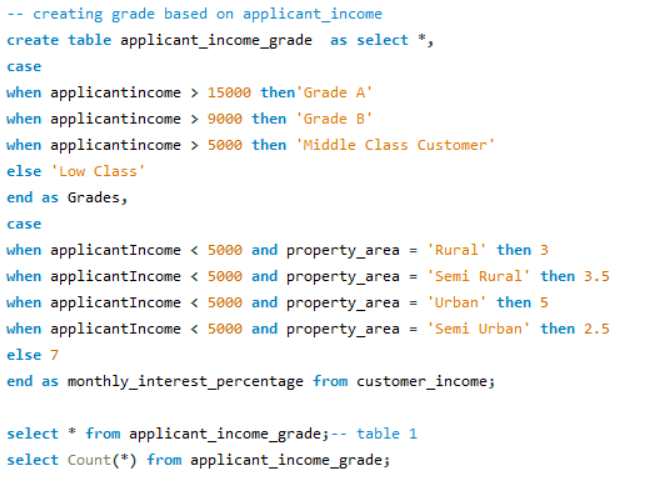 -- creating grade based on applicant_income
create table applicant_income_grade  as select *,
case
when applicantincome > 15000 then'Grade A'
when applicantincome > 9000 then 'Grade B'
when applicantincome > 5000 then 'Middle Class Customer'
else 'Low Class'
end as Grades,
case
when applicantIncome < 5000 and property_area = 'Rural' then 3
when applicantIncome < 5000 and property_area = 'Semi Rural' then 3.5
when applicantIncome < 5000 and property_area = 'Urban' then 5
when applicantIncome < 5000 and property_area = 'Semi Urban' then 2.5
else 7
end as monthly_interest_percentage from customer_income;
select * from applicant_income_grade;-- table 1
select Count(*) from applicant_income_grade;